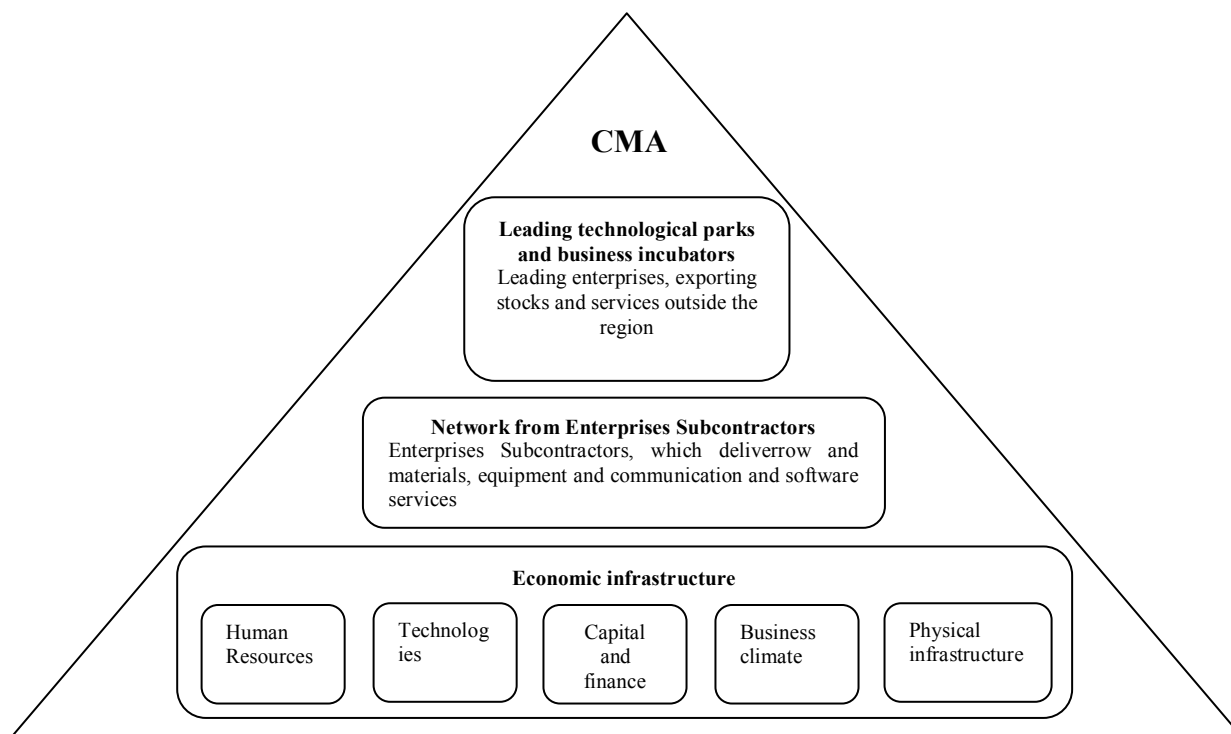 CMA
Leading technological parks
and business incubators
Leading enterprises, exporting
stocks and services outside the
region
Network from Enterprises Subcontractors
Enterprises Subcontractors, which deliverrow and
materials, equipment and communication and software
services
Economic infrastructure
Human
Resources
Technolog
ies
Capital
and
finance
Business
climate
Physical
infrastructure